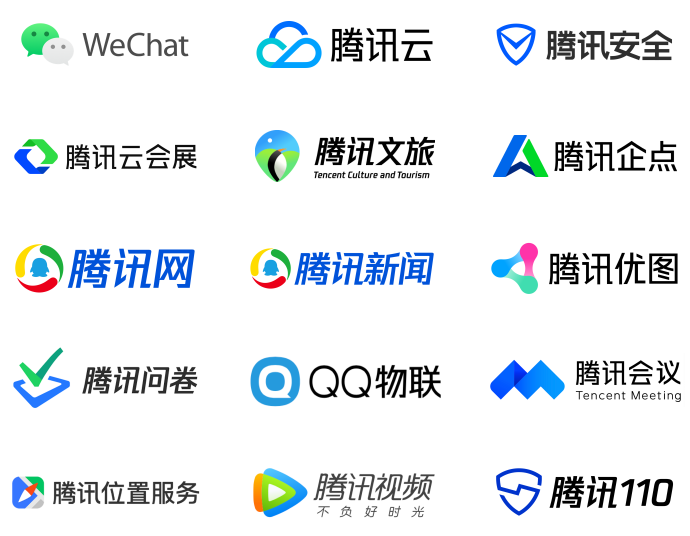 WeChat
腾讯云
腾讯安全
腾讯云会展
腾讯文旅
Tencent Culture and Tourism
腾讯企点
腾讯网
腾讯新闻
腾讯优图
腾讯问卷
QQ物联
腾讯会议
Tencent Meeting
腾讯位置服务
腾讯视频
不负好时光
腾讯110